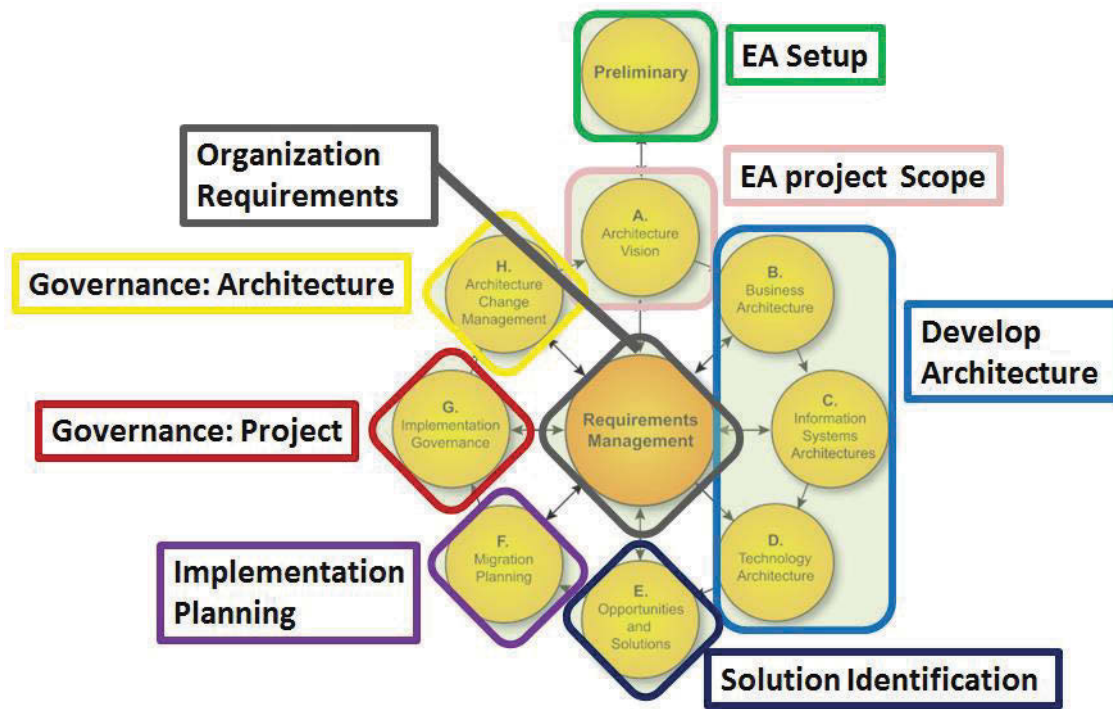 Preliminary
EA Setup
Organization
Requirements
EA project Scope
A.
Architecture
Vision
H.
Architecture
Change
Management
Governance: Architecture
B.
Business
Architecture
Develop
Architecture
G.
Implementation
Governance
Governance: Project
Requirements
Management
C.
Information
Systems
Architectures
F.
Migration
Planning
Implementation
Planning
D.
Technology
Architecture
E.
Opportunities
and
Solutions
Solution Identification